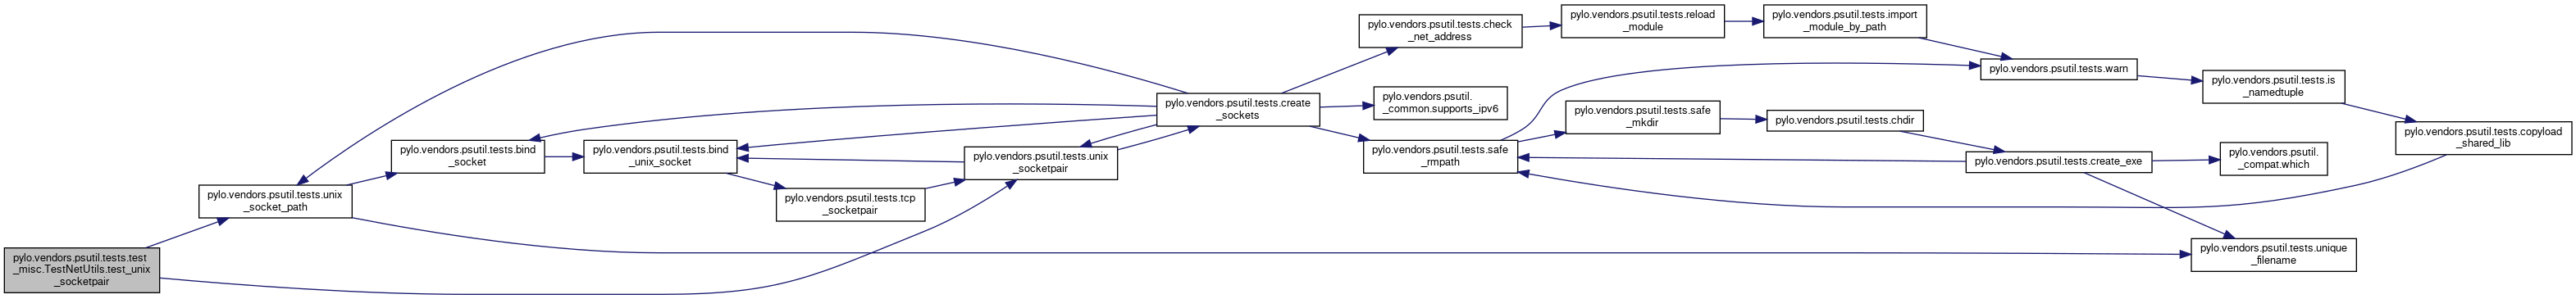 pylo.vendors.psutil.tests.test
_misc.TestNetUtils.test_unix
_socketpair
pylo.vendors.psutil.tests.unix
_socket_path
pylo.vendors.psutil.tests.bind
_socket
pylo.vendors.psutil.tests.bind
_unix_socket
pylo.vendors.psutil.tests.tcp
_socketpair
pylo.vendors.psutil.tests.unix
_socketpair
pylo.vendors.psutil.tests.create
_sockets
pylo.vendors.psutil.tests.check
_net_address
pylo.vendors.psutil.
_common.supports_ipv6
pylo.vendors.psutil.tests.safe
_rmpath
pylo.vendors.psutil.tests.reload
_module
pylo.vendors.psutil.tests.safe
_mkdir
pylo.vendors.psutil.tests.import
_module_by_path
pylo.vendors.psutil.tests.chdir
pylo.vendors.psutil.tests.warn
pylo.vendors.psutil.tests.create_exe
pylo.vendors.psutil.tests.is
_namedtuple
pylo.vendors.psutil.
_compat.which
pylo.vendors.psutil.tests.unique
_filename
pylo.vendors.psutil.tests.copyload
_shared_lib